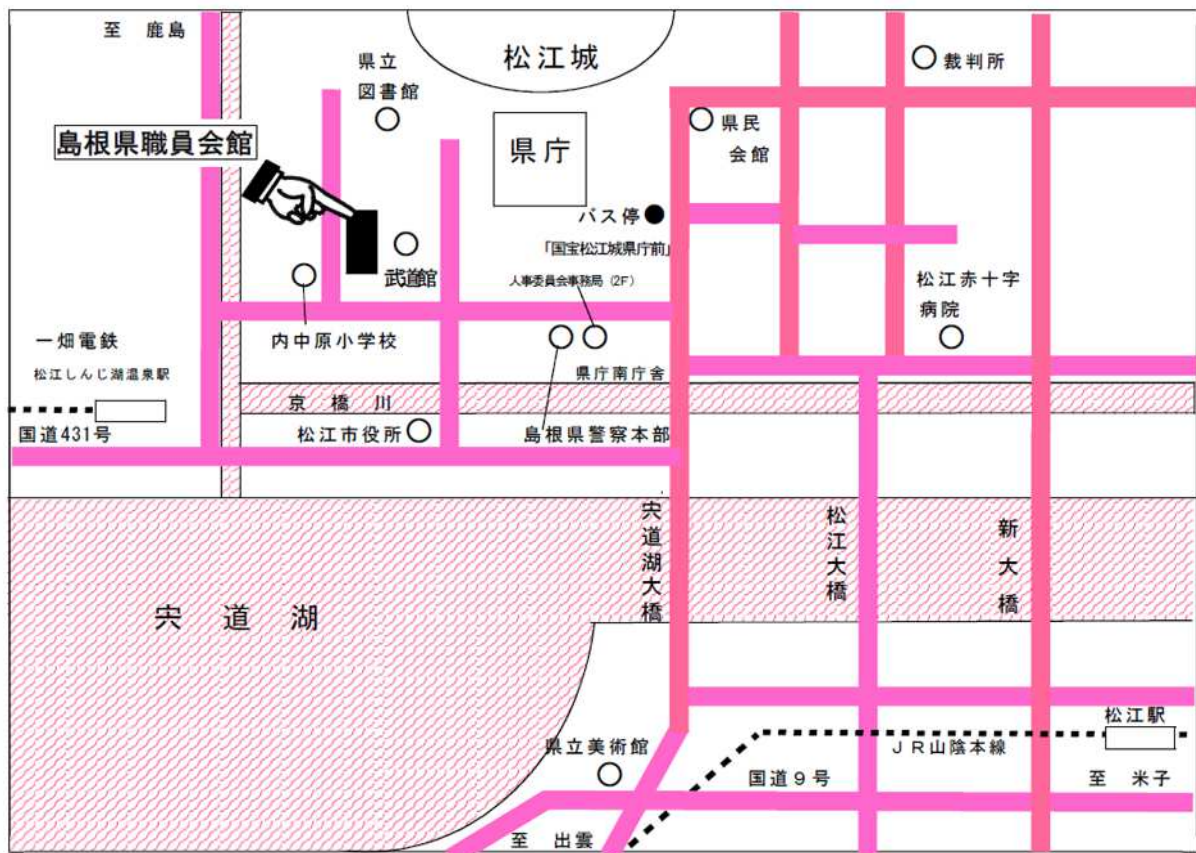 至 鹿島
松江城
県立
図書館
裁判所
島根県職員会館
県庁
県民
会館
バス停
「国宝松江城県庁前」
武道館
人事委員会事務局（2F）
松江赤十字
病院
一畑電鉄
内中原小学校
松江しんじ湖温泉駅
県庁南庁舎
京橋川
国道431号
松江市役所
島根県警察本部
宍道湖大橋
松江大橋
新大橋
宍道湖
松江駅
県立美術館
ＪＲ山陰本線
国道９号
至 米子
至 出雲